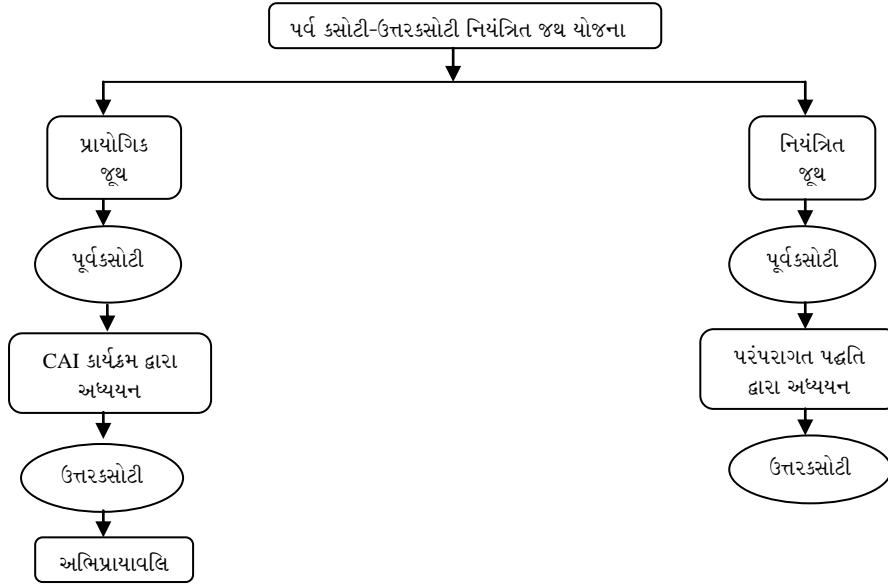 પર્વ કસોટી-ઉત્તરકસોટી નિયંત્રિત જથ યોજના
પ્રાયોગિક
જૂથ
નિયંત્રિત
જૂથ
પૂર્વકસોટી
પૂર્વકસોટી
CAI કાર્યક્રમ દ્વારા
અધ્યયન
પરંપરાગત પદ્ધતિ
દ્વારા અધ્યયન
ઉત્તરકસોટી
ઉત્તરકસોટી
અભિપ્રાયાવલિ